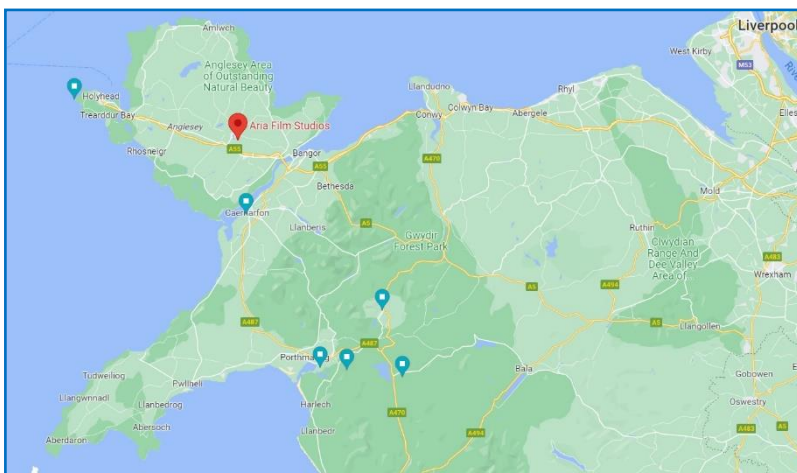 Amlwch
Liverpool
West Kirby
M53
Anglesey Area
of Outstanding
Natural Beauty
Holyhead
Trearddur Bay
Anglesey
Aria Film Studios
A55
Rhosneigr
Llandudno
Conwy
Colwyn Bay
Rhyl
Abergele
Bangor
A55
A470
Bethesda
Mold
Caernarfon
Llanberis
A5
Gwydir
Forest Park
Ruthin
Clwydian
Range And
Dee Valley
Area of
A483
A494
Wrexham
A5
A487
A5
Llangollen
Porthmadog
A487
Tudweiliog
Pwllheli
Bala
Gobowen
Llangwnnadl
Llanbedrog
Harlech
Oswestry
Aberdaron
Abersoch
Llanbedr
A470
A494
A483
A5